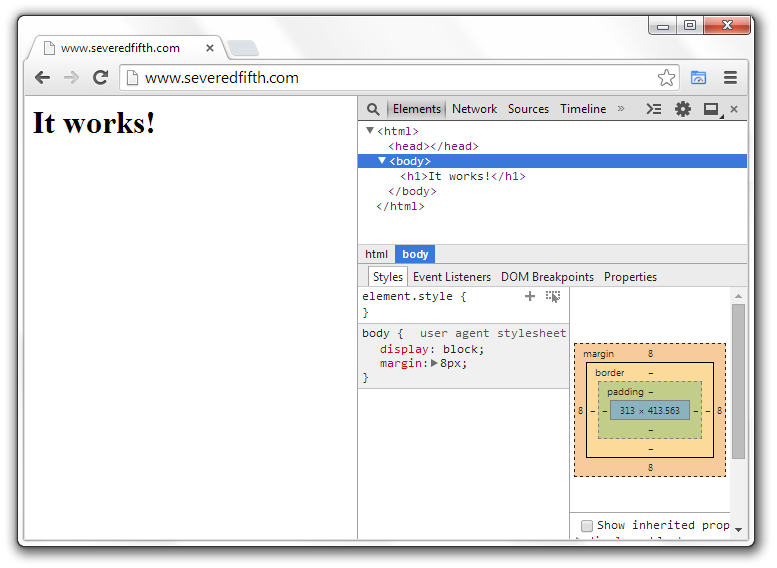 www.severedfifth.com
www.severedfifth.com
It works!
Elements Network Sources Timeline »
<html>
<head></head>
<body>
<h1>It works!</h1>
</body>
</html>
html body
Styles Event Listeners DOM Breakpoints Properties
element.style {
}
body { user agent stylesheet
display: block;
margin: 8px;
}
margin 8
border –
padding –
8 – – 313 × 413.563 – – 8
–
–
8
Show inherited prop